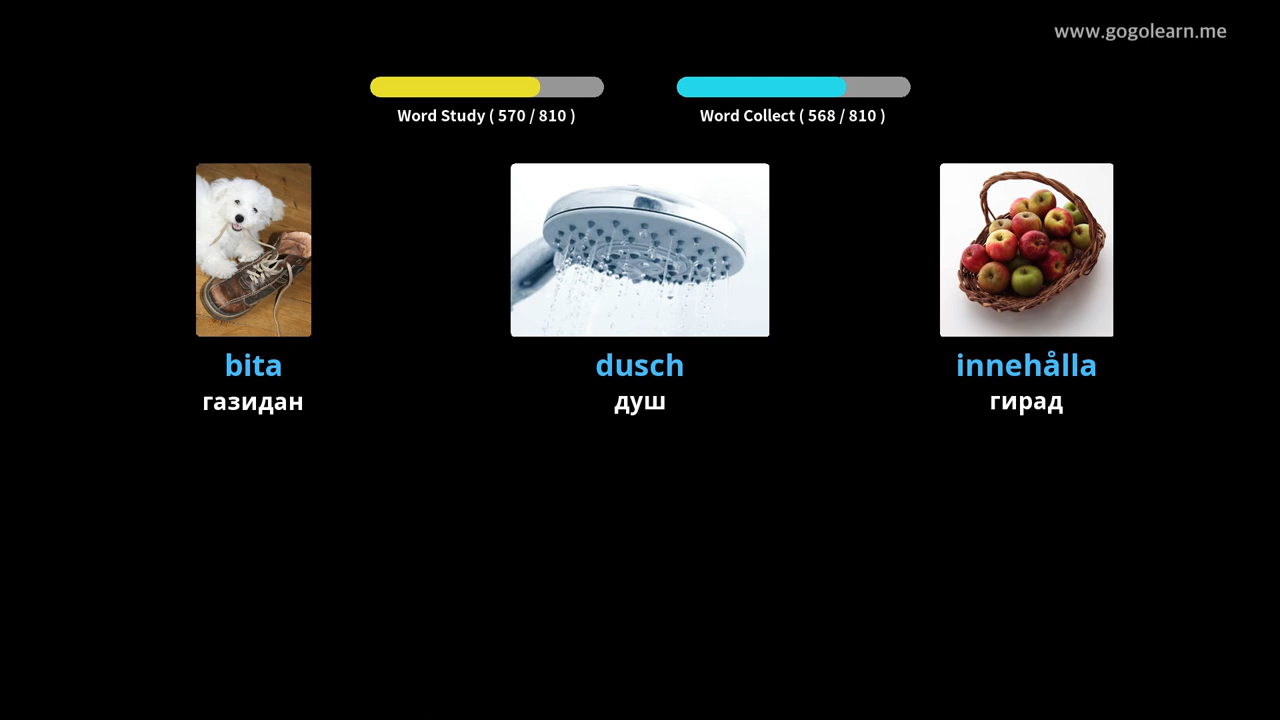 www.gogolearn.me
Word Study ( 570 / 810 )
Word Collect ( 568 / 810 )
bita
газидан
dusch
душ
innehålla
гирад